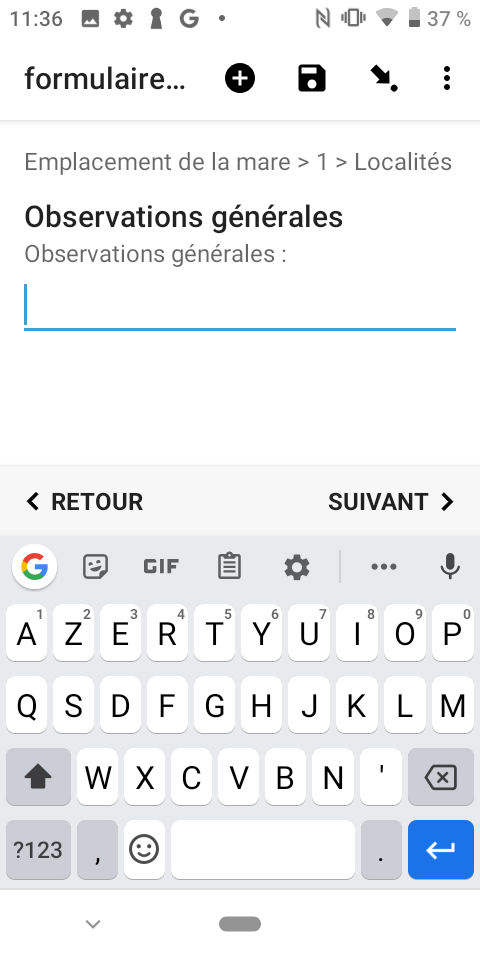 11:36 G 37 %
formulaire…
Emplacement de la mare > 1 > Localités
Observations générales
Observations générales :
RETOUR SUIVANT
G GIF
1 2 3 4 5 6 7 8 9 0
A Z E R T Y U I O P
Q S D F G H J K L M
W X C V B N '
?123 , .